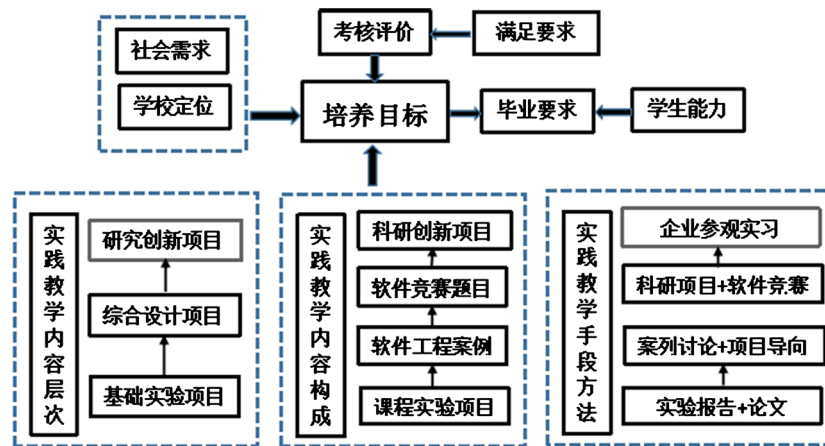 社会需求
学校定位
考核评价
满足要求
培养目标
毕业要求
学生能力
实践教学内容层次
研究创新项目
综合设计项目
基础实验项目
实践教学内容构成
科研创新项目
软件竞赛题目
软件工程案例
课程实验项目
实践教学手段方法
企业参观实习
科研项目+软件竞赛
案列讨论+项目导向
实验报告+论文